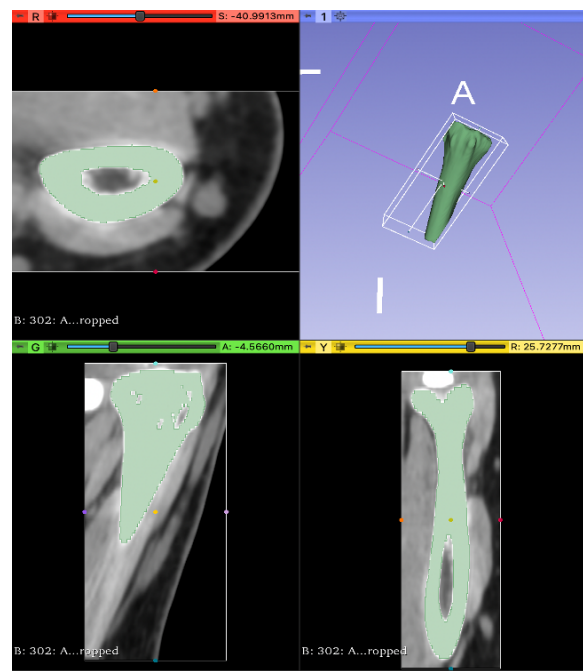 R S: -40.9913mm
1
A
B: 302: A...ropped
G A: -4.5660mm
Y R: 25.7277mm
B: 302: A...ropped
B: 302: A...ropped